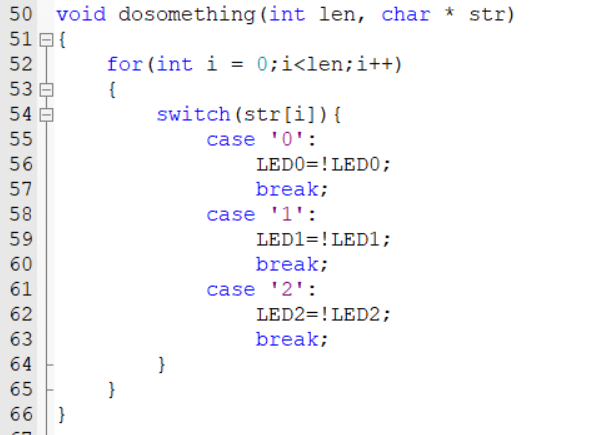 50 void dosomething(int len, char * str)
51 {
52     for(int i = 0;i<len;i++)
53     {
54         switch(str[i]){
55             case '0':
56                 LED0=!LED0;
57                 break;
58             case '1':
59                 LED1=!LED1;
60                 break;
61             case '2':
62                 LED2=!LED2;
63                 break;
64         }
65     }
66 }